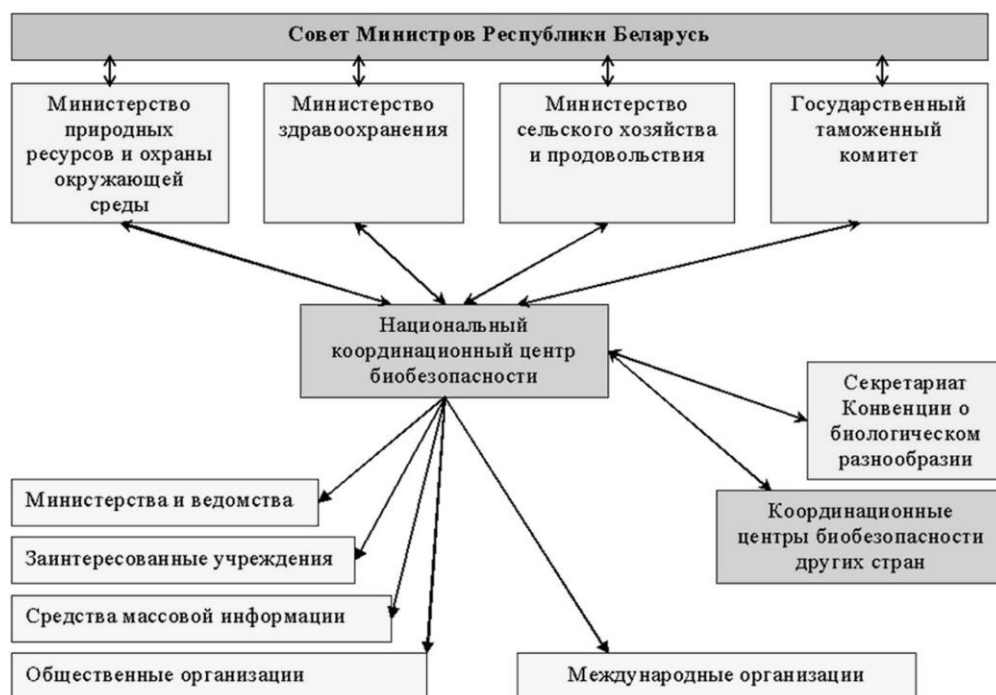 Совет Министров Республики Беларусь
Министерство
природных
ресурсов и охраны
окружающей
среды
Министерство
здравоохранения
Министерство
сельского хозяйства
и продовольствия
Государственный
таможенный
комитет
Национальный
координационный центр
биобезопасности
Секретариат
Конвенции о
биологическом
разнообразии
Координационные
центры биобезопасности
других стран
Министерства и ведомства
Заинтересованные учреждения
Средства массовой информации
Общественные организации
Международные организации